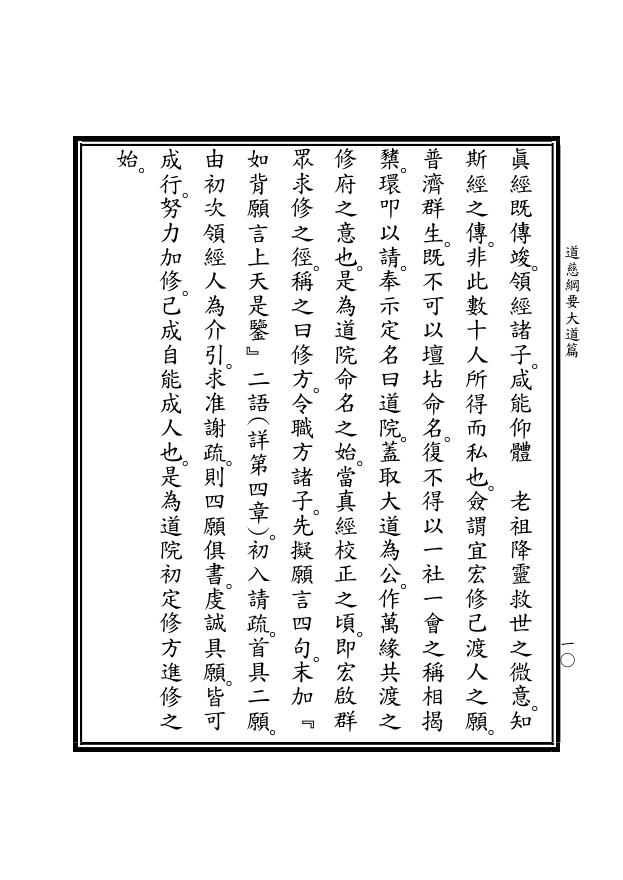 道慈綱要大道篇
一〇
眞經既傳竣。領經諸子。咸能仰體　老祖降靈救世之微意。知
斯經之傳。非此數十人所得而私也。僉謂宜宏修己渡人之願。
普濟群生。既不可以壇坫命名。復不得以一社一會之稱相揭
櫫。環叩以請。奉示定名曰道院。蓋取大道為公。作萬緣共渡之
修府之意也。是為道院命名之始。當真經校正之頃。即宏啟群
眾求修之徑。稱之曰修方。令職方諸子。先擬願言四句。末加『
如背願言上天是鑒』二語（詳第四章）。初入請疏。首具二願。
由初次領經人為介引。求准謝疏。則四願俱書。虔誠具願。皆可
成行。努力加修。己成自能成人也。是為道院初定修方進修之
始。